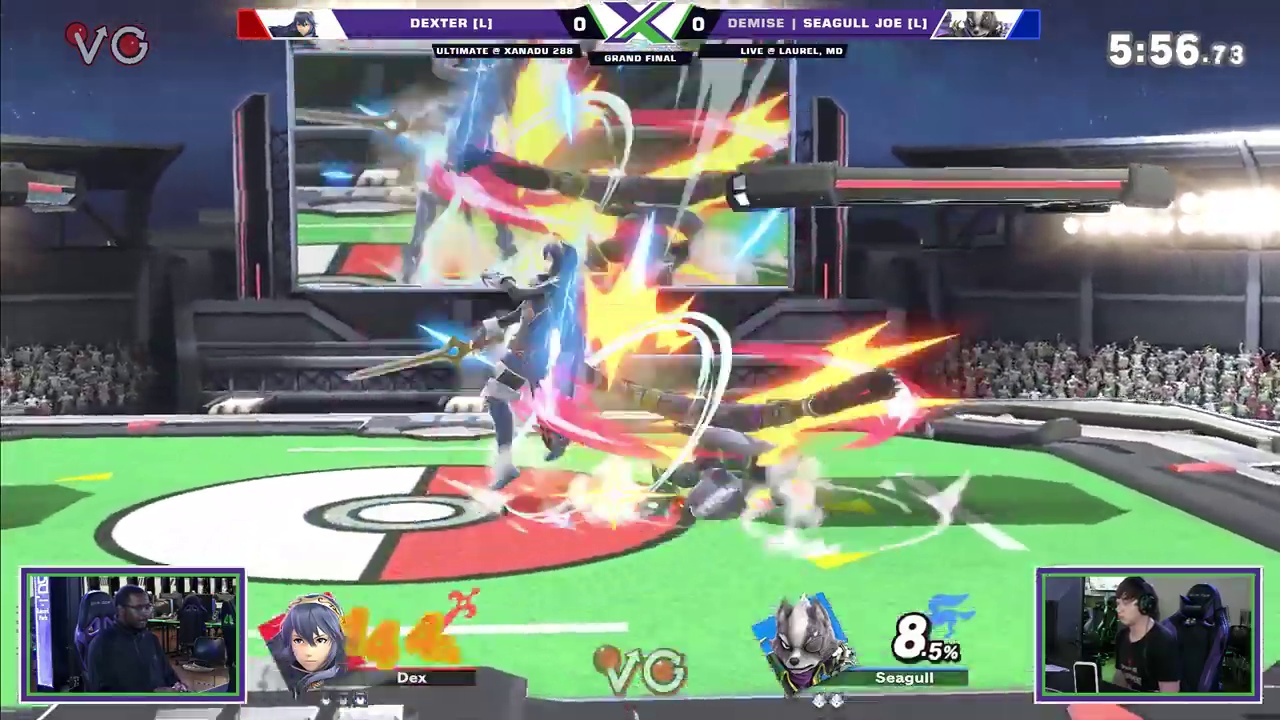 DEXTER [L]
0
0
DEMISE | SEAGULL JOE [L]
ULTIMATE @ XANADU 288
GRAND FINAL
LIVE @ LAUREL, MD
VG
5:56.73
8.5%
Dex
VG
Seagull